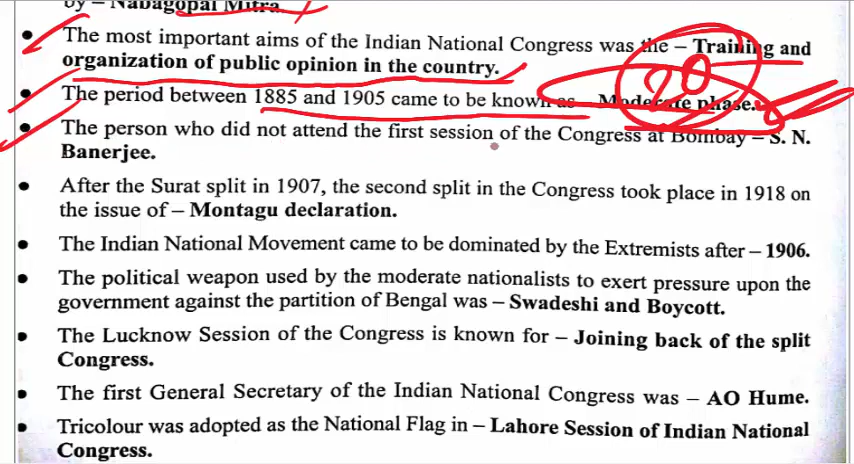 by – Nabagopal Mitra
• The most important aims of the Indian National Congress was the – Training and
organization of public opinion in the country.
• The period between 1885 and 1905 came to be known as – Moderate phase.
• The person who did not attend the first session of the Congress at Bombay – S. N.
Banerjee.
• After the Surat split in 1907, the second split in the Congress took place in 1918 on
the issue of – Montagu declaration.
• The Indian National Movement came to be dominated by the Extremists after – 1906.
• The political weapon used by the moderate nationalists to exert pressure upon the
government against the partition of Bengal was – Swadeshi and Boycott.
• The Lucknow Session of the Congress is known for – Joining back of the split
Congress.
• The first General Secretary of the Indian National Congress was – AO Hume.
• Tricolour was adopted as the National Flag in – Lahore Session of Indian National
Congress.
20